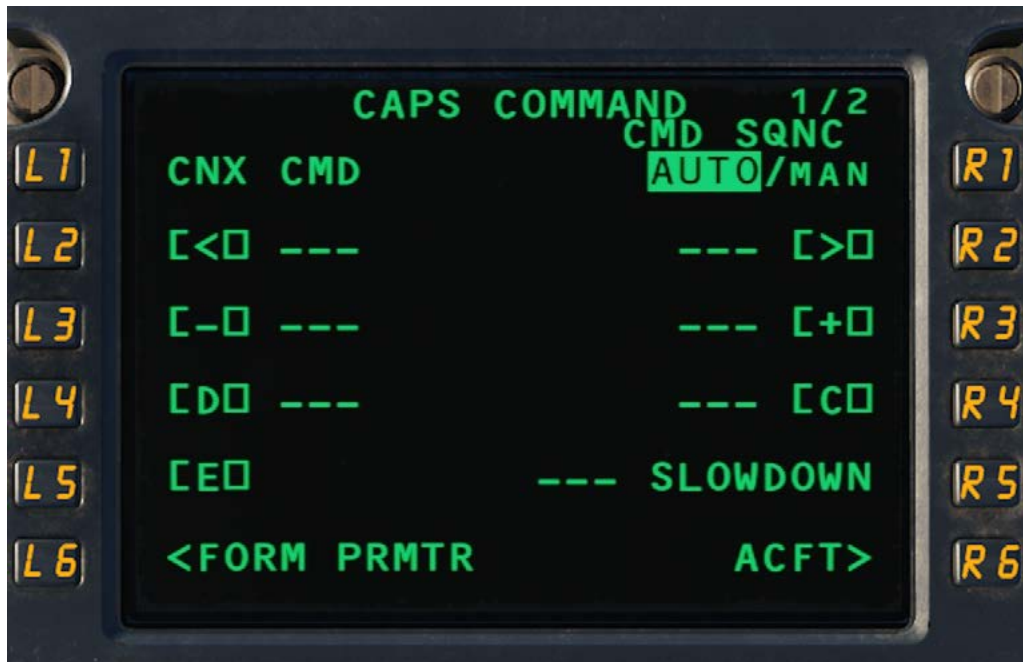 CAPS COMMAND 1/2
CMD SQNC
L1 CNX CMD AUTO/MAN R1
L2 [<□ --- --- [>□ R2
L3 [-□ --- --- [+□ R3
L4 [D□ --- --- [C□ R4
L5 [E□ --- SLOWDOWN R5
L6 <FORM PRMTR ACFT> R6